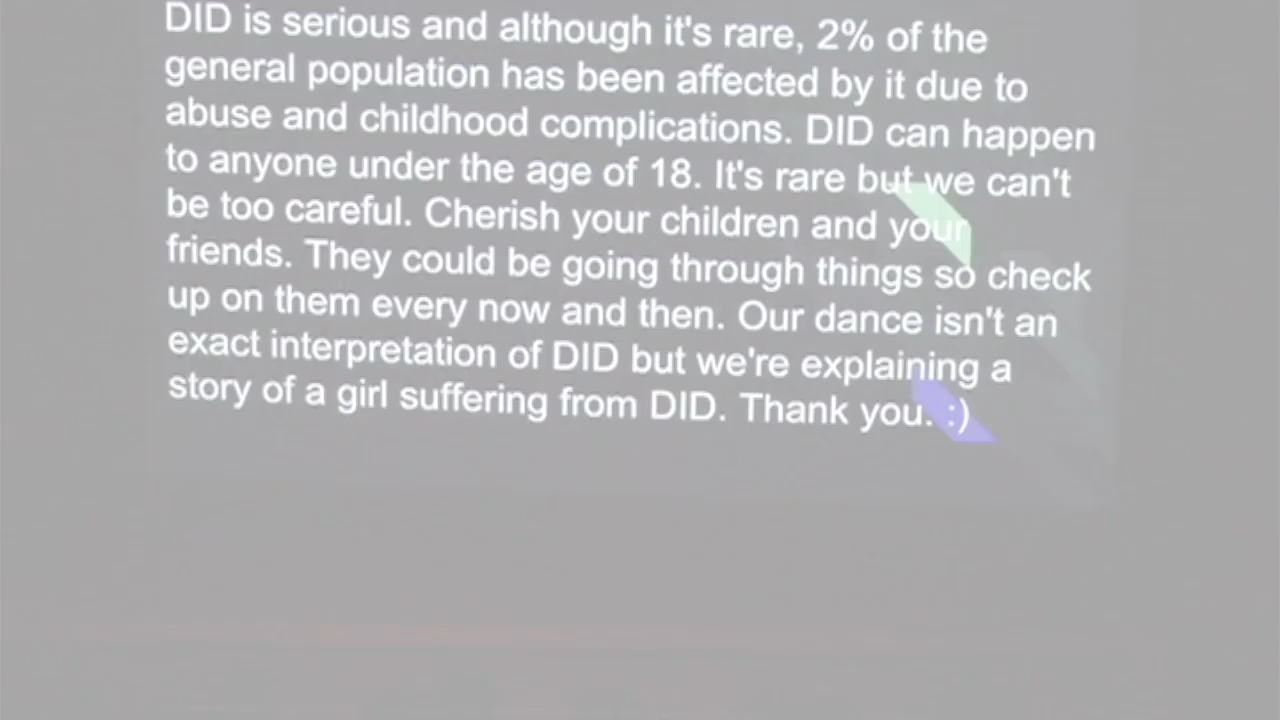 DID is serious and although it's rare, 2% of the
general population has been affected by it due to
abuse and childhood complications. DID can happen
to anyone under the age of 18. It's rare but we can't
be too careful. Cherish your children and your
friends. They could be going through things so check
up on them every now and then. Our dance isn't an
exact interpretation of DID but we're explaining a
story of a girl suffering from DID. Thank you. :)